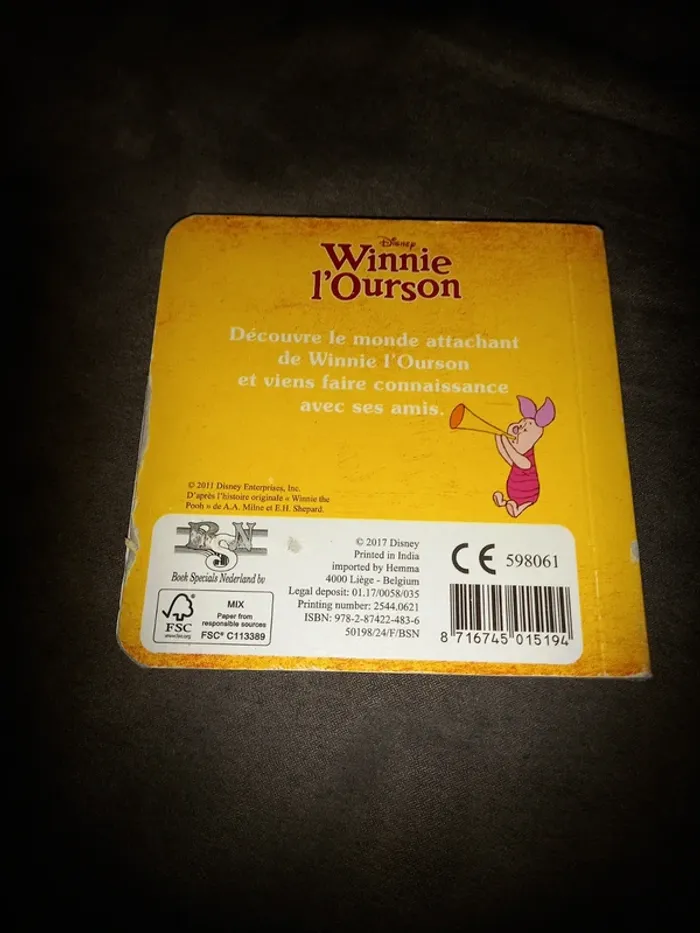 Disney
Winnie
l'Ourson
Découvre le monde attachant
de Winnie l'Ourson
et viens faire connaissance
avec ses amis.
© 2011 Disney Enterprises, Inc.
D'après l'histoire originale « Winnie the
Pooh » de A.A. Milne et E.H. Shepard.
BSN
Book Specials Nederland bv
FSC
www.fsc.org
MIX
Paper from
responsible sources
FSC® C113389
© 2017 Disney
Printed in India
imported by Hemma
4000 Liège - Belgium
Legal deposit: 01.17/0058/035
Printing number: 2544.0621
ISBN: 978-2-87422-483-6
50198/24/F/BSN
CE 598061
8 716745 015194